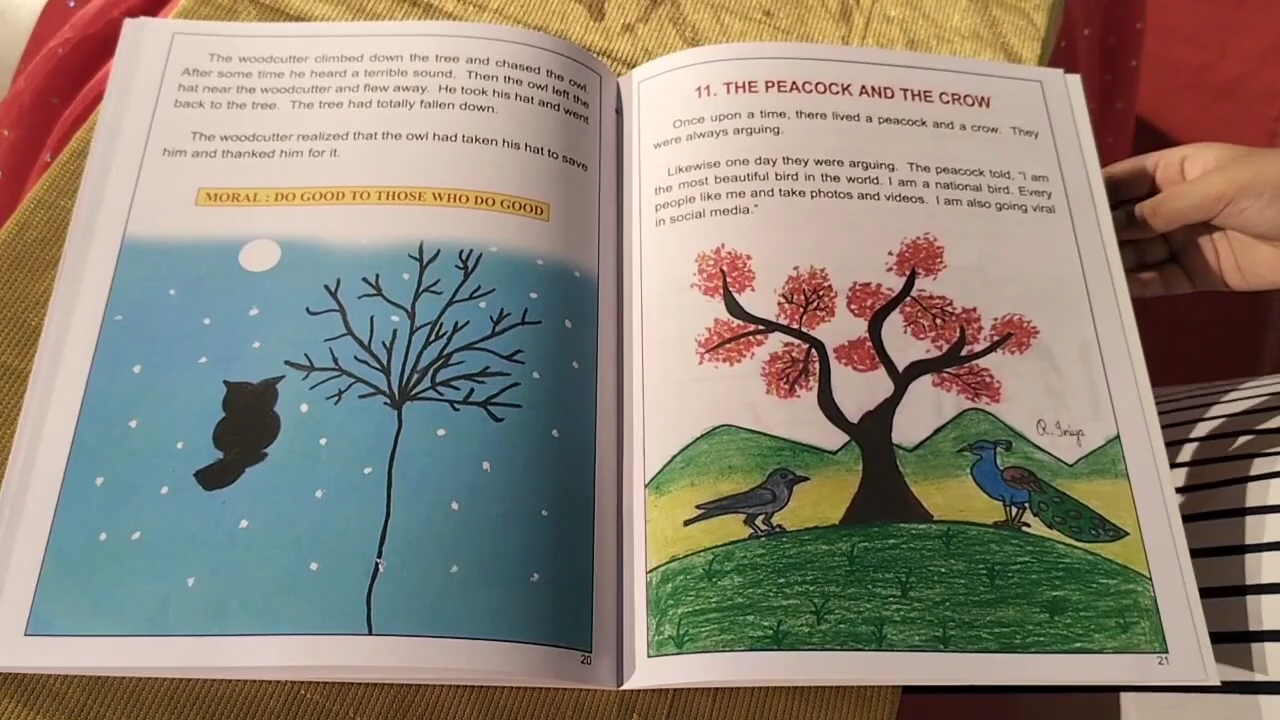 The woodcutter climbed down the tree and chased the owl.
After some time he heard a terrible sound. Then the owl left the
hat near the woodcutter and flew away. He took his hat and went
back to the tree. The tree had totally fallen down.
The woodcutter realized that the owl had taken his hat to save
him and thanked him for it.
MORAL : DO GOOD TO THOSE WHO DO GOOD
20
11. THE PEACOCK AND THE CROW
Once upon a time, there lived a peacock and a crow. They
were always arguing.
Likewise one day they were arguing. The peacock told, "I am
the most beautiful bird in the world. I am a national bird. Every
people like me and take photos and videos. I am also going viral
in social media."
R. Iniya
21